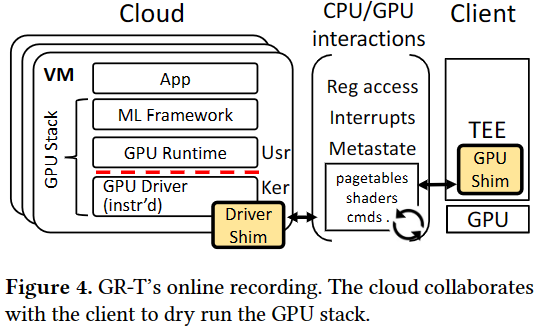 Cloud
CPU/GPU
interactions
Client
VM
App
GPU Stack
ML Framework
GPU Runtime
Usr
GPU Driver
(instr'd)
Ker
Driver
Shim
Reg access
Interrupts
Metastate
pagetables
shaders
cmds .
TEE
GPU
Shim
GPU
Figure 4. GR-T's online recording. The cloud collaborates
with the client to dry run the GPU stack.